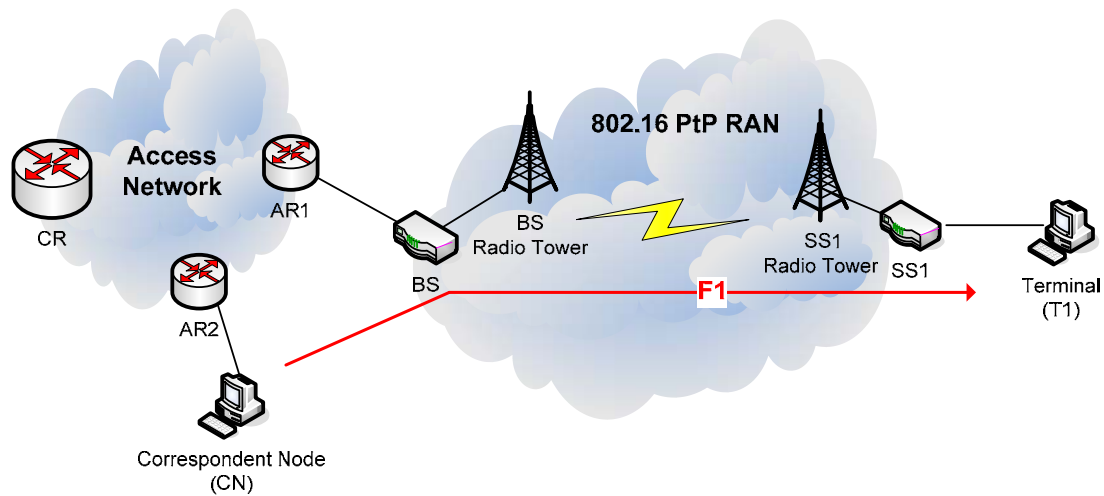 802.16 PtP RAN
Access
Network
CR
AR1
BS
Radio Tower
BS
SS1
Radio Tower
SS1
Terminal
(T1)
F1
AR2
Correspondent Node
(CN)